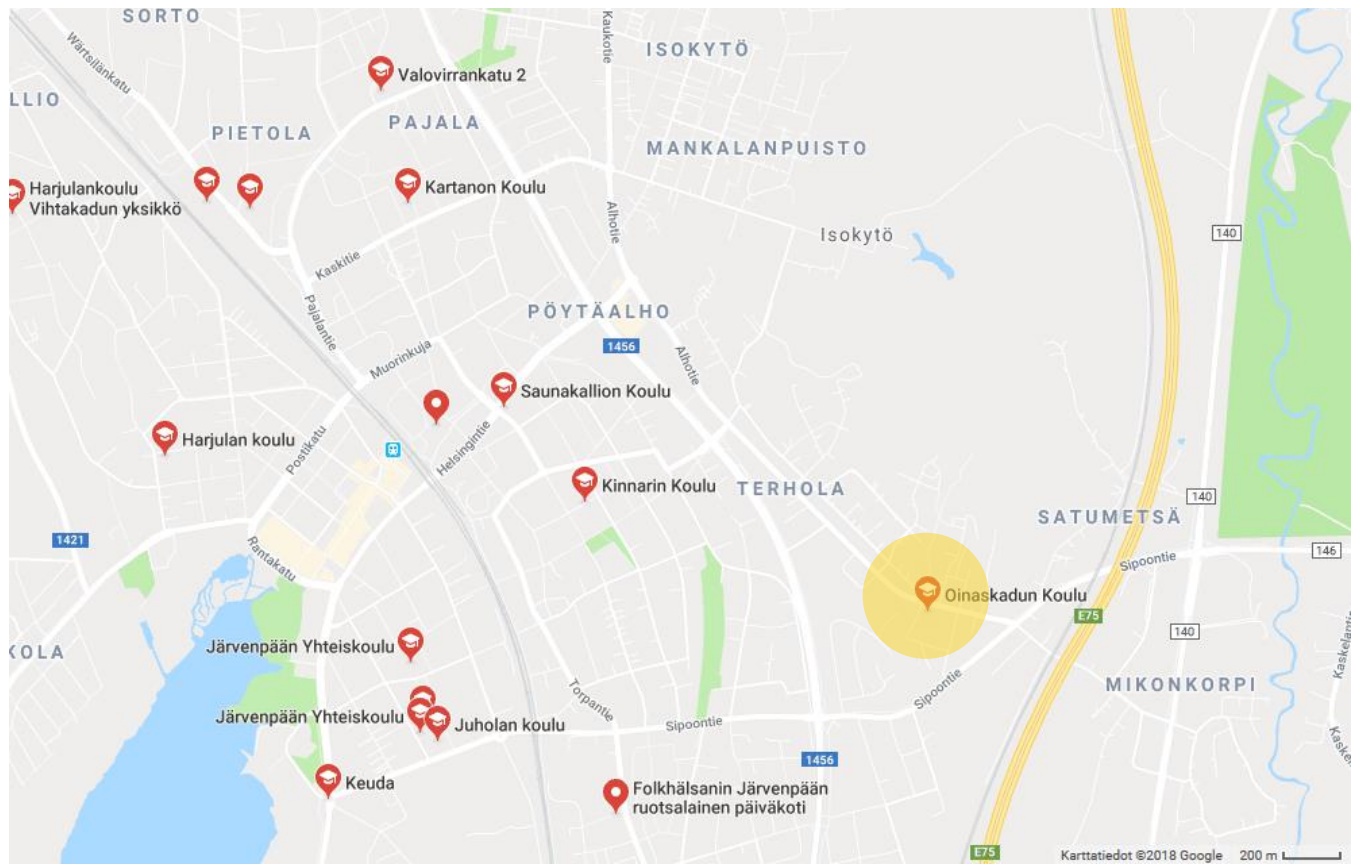 SORTO
Kaukotie
ISOKYTÖ
Wärtsilänkatu
Valovirrankatu 2
LLIO
PIETOLA
PAJALA
MANKALANPUISTO
Harjulankoulu
Vihtakadun yksikkö
Kartanon Koulu
Alhotie
Isokytö
140
Kaskitie
Pajalantie
PÖYTÄALHO
1456
Muorinkuja
Alhotie
Saunakallion Koulu
Harjulan koulu
Postikatu
Helsingintie
Kinnarin Koulu
TERHOLA
140
SATUMETSÄ
1421
Rantakatu
146
Sipoontie
Oinaskadun Koulu
E75
140
Järvenpään Yhteiskoulu
KOLA
Kaskelantie
MIKONKORPI
Torpantie
Sipoontie
Järvenpään Yhteiskoulu
Juholan koulu
Sipoontie
Kaskelan
1456
Keuda
Folkhälsanin Järvenpään
ruotsalainen päiväkoti
E75
Karttatiedot ©2018 Google 200 m